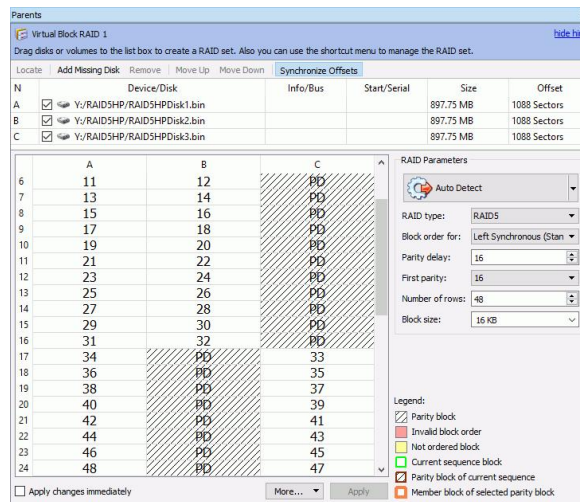 Parents
Virtual Block RAID 1 hide hi
Drag disks or volumes to the list box to create a RAID set. Also you can use the shortcut menu to manage the RAID set.
Locate Add Missing Disk Remove Move Up Move Down Synchronize Offsets
N Device/Disk Info/Bus Start/Serial Size Offset
A Y:/RAID5HP/RAID5HPDisk1.bin 897.75 MB 1088 Sectors
B Y:/RAID5HP/RAID5HPDisk2.bin 897.75 MB 1088 Sectors
C Y:/RAID5HP/RAID5HPDisk3.bin 897.75 MB 1088 Sectors
A B C
6 11 12 PD
7 13 14 PD
8 15 16 PD
9 17 18 PD
10 19 20 PD
11 21 22 PD
12 23 24 PD
13 25 26 PD
14 27 28 PD
15 29 30 PD
16 31 32 PD
17 34 PD 33
18 36 PD 35
19 38 PD 37
20 40 PD 39
21 42 PD 41
22 44 PD 43
23 46 PD 45
24 48 PD 47
RAID Parameters
Auto Detect
RAID type: RAID5
Block order for: Left Synchronous (Stan
Parity delay: 16
First parity: 16
Number of rows: 48
Block size: 16 KB
Legend:
Parity block
Invalid block order
Not ordered block
Current sequence block
Parity block of current sequence
Member block of selected parity block
Apply changes immediately More... Apply